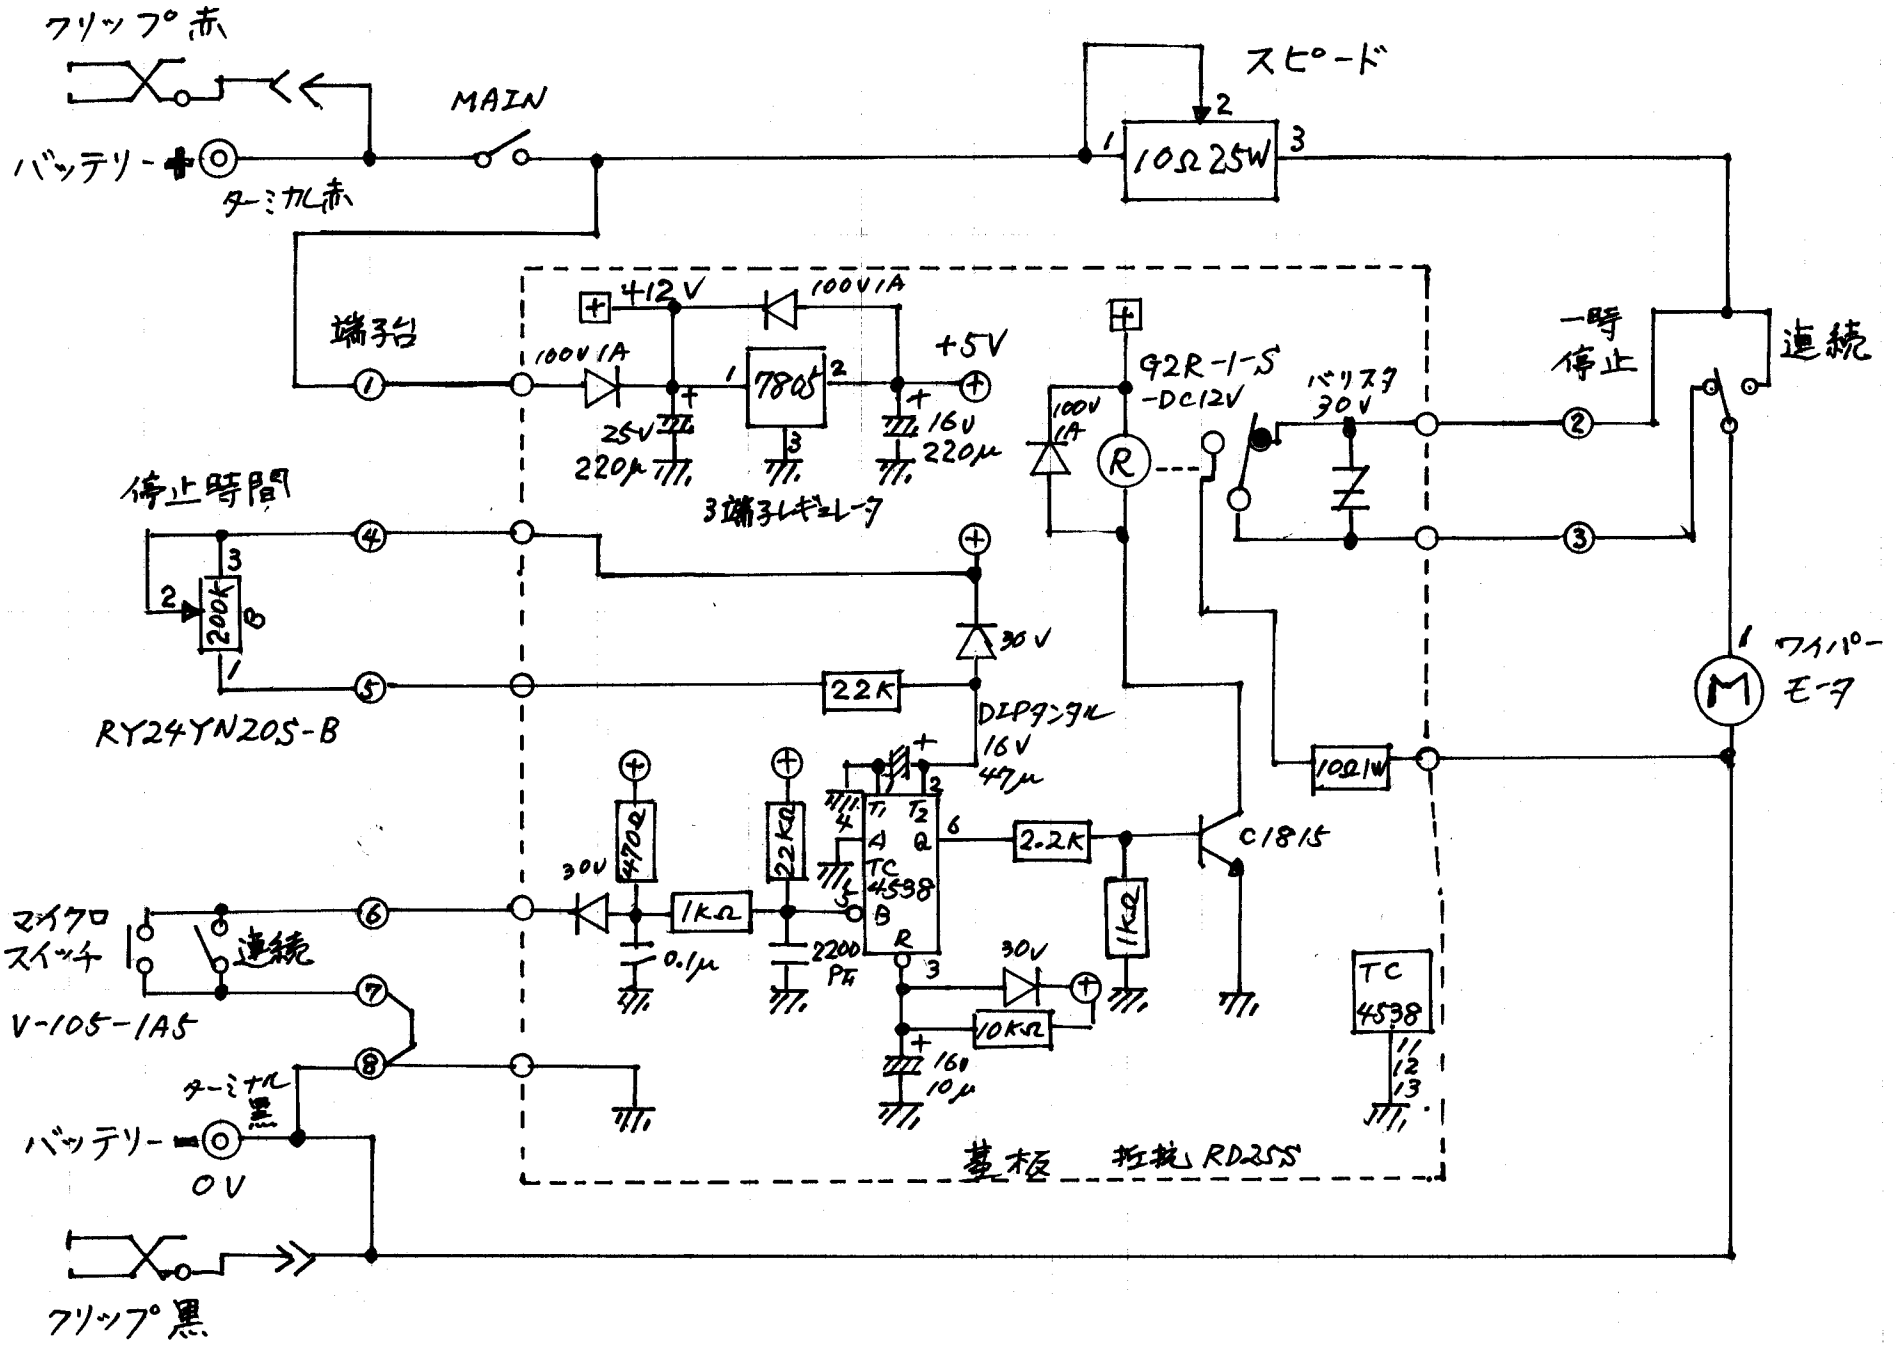 クリップ赤
MAIN
スピード
1
2
3
10Ω25W
バッテリー+
ターミナル赤
+12V
100V1A
端子台
①
100V1A
1
7805
2
3
+5V
25V
220μ
16V
220μ
3端子レギュレータ
G2R-1-S
-DC12V
100V
1A
R
バリスタ
30V
一時
停止
連続
②
③
停止時間
④
3
2
200K
B
1
⑤
RY24YN20S-B
30V
22K
DIPタンタル
16V
47μ
1
ワイパー
モータ
M
470Ω
22KΩ
1
2
T1
T2
4
A
Q
6
TC
4538
5
B
R
3
2.2K
C1815
10Ω1W
1KΩ
マイクロ
スイッチ
連続
⑥
30V
1KΩ
0.1μ
2200
PF
30V
10KΩ
16V
10μ
TC
4538
11
12
13
⑦
V-105-1A5
⑧
ターミナル
黒
バッテリー-
0V
基板
抵抗RD25S
クリップ黒